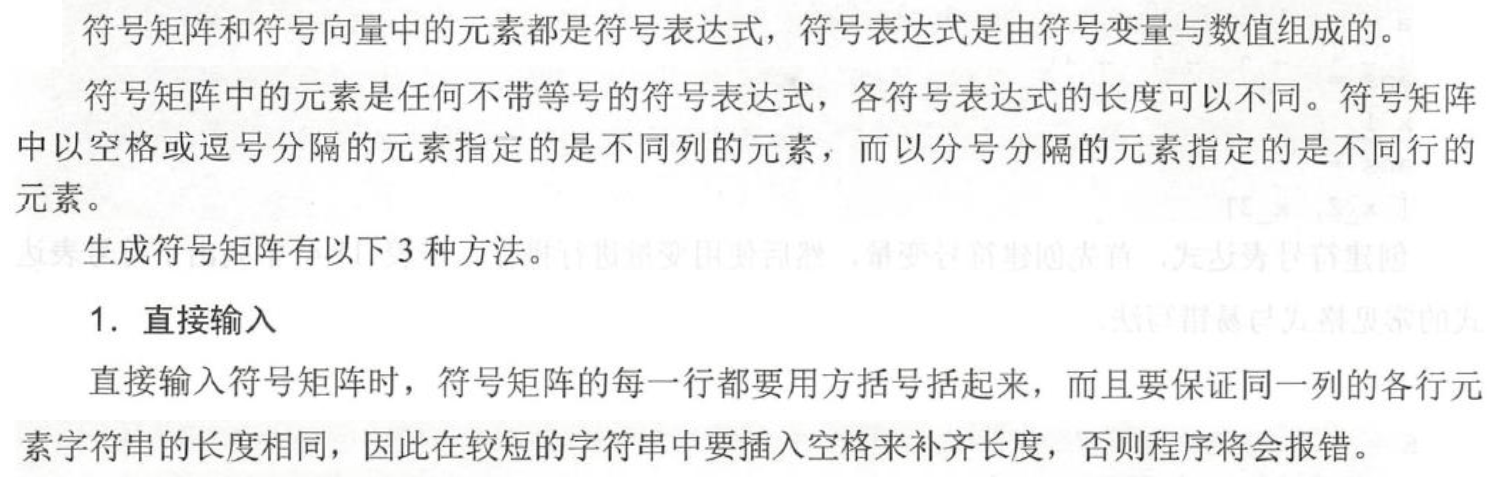 符号矩阵和符号向量中的元素都是符号表达式，符号表达式是由符号变量与数值组成的。
符号矩阵中的元素是任何不带等号的符号表达式，各符号表达式的长度可以不同。符号矩阵
中以空格或逗号分隔的元素指定的是不同列的元素，而以分号分隔的元素指定的是不同行的
元素。
生成符号矩阵有以下 3 种方法。
1．直接输入
直接输入符号矩阵时，符号矩阵的每一行都要用方括号括起来，而且要保证同一列的各行元
素字符串的长度相同，因此在较短的字符串中要插入空格来补齐长度，否则程序将会报错。